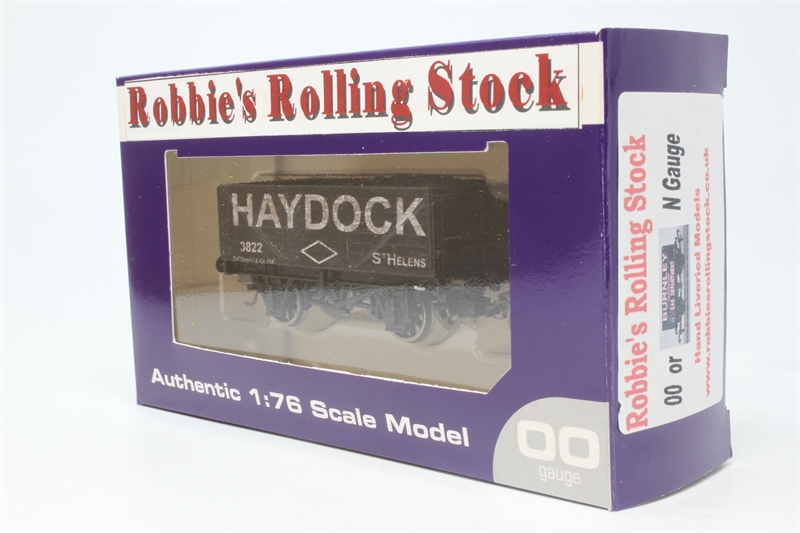 Robbie's Rolling Stock
HAYDOCK
3822
ST HELENS
Authentic 1:76 Scale Model
OO
gauge
Robbie's Rolling Stock
OO or N Gauge
BURNLEY
Hand Liveried Models
www.robbiesrollingstock.co.uk